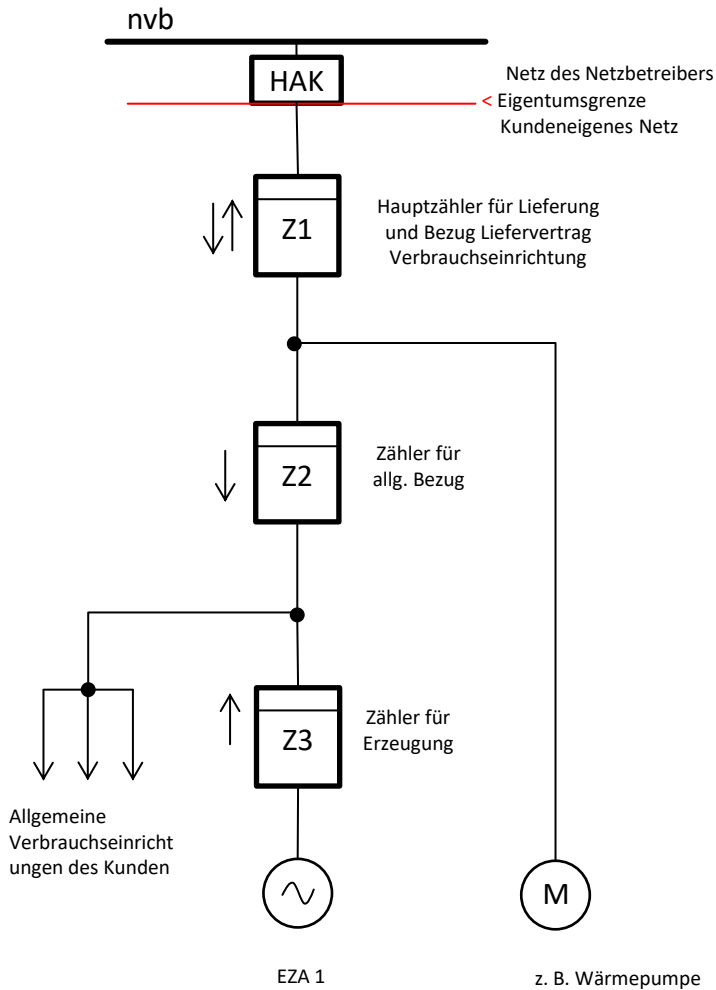 nvb
HAK
Netz des Netzbetreibers
< Eigentumsgrenze
Kundeneigenes Netz
Z1
Hauptzähler für Lieferung
und Bezug Liefervertrag
Verbrauchseinrichtung
Z2
Zähler für
allg. Bezug
Z3
Zähler für
Erzeugung
Allgemeine
Verbrauchseinricht
ungen des Kunden
M
EZA 1
z. B. Wärmepumpe